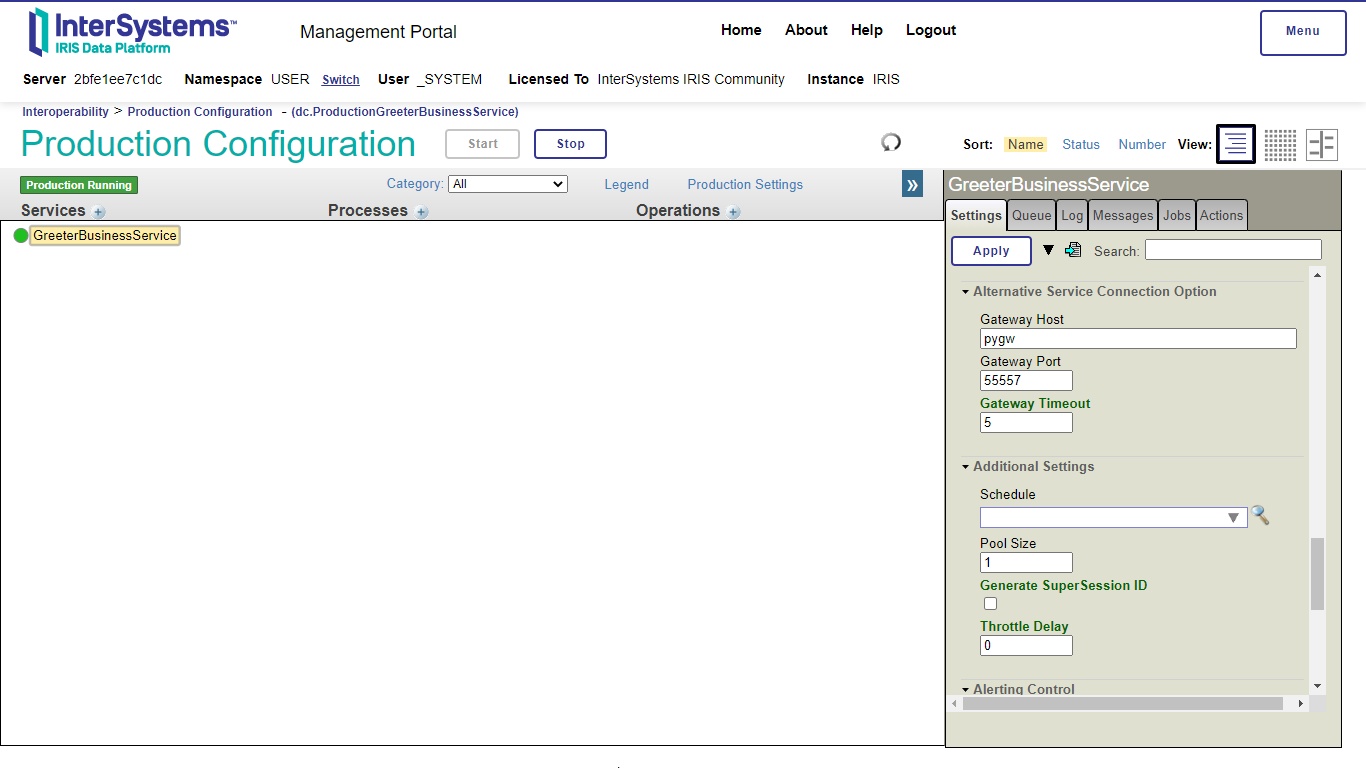 InterSystems™
IRIS Data Platform
Management Portal
Home About Help Logout
Menu
Server 2bfe1ee7c1dc Namespace USER Switch User _SYSTEM Licensed To InterSystems IRIS Community Instance IRIS
Interoperability > Production Configuration - (dc.ProductionGreeterBusinessService)
Production Configuration
Start
Stop
Sort: Name Status Number View:
Production Running
Category: All
Legend
Production Settings
»
Services +
Processes +
Operations +
GreeterBusinessService
GreeterBusinessService
Settings Queue Log Messages Jobs Actions
Apply
Search:
Alternative Service Connection Option
Gateway Host
pygw
Gateway Port
55557
Gateway Timeout
5
Additional Settings
Schedule
Pool Size
1
Generate SuperSession ID
Throttle Delay
0
Alerting Control